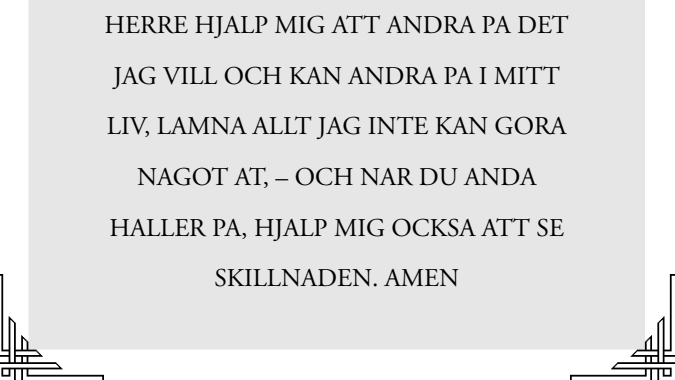 HERRE HJALP MIG ATT ANDRA PA DET
JAG VILL OCH KAN ANDRA PA I MITT
LIV, LAMNA ALLT JAG INTE KAN GORA
NAGOT AT, – OCH NAR DU ANDA
HALLER PA, HJALP MIG OCKSA ATT SE
SKILLNADEN. AMEN